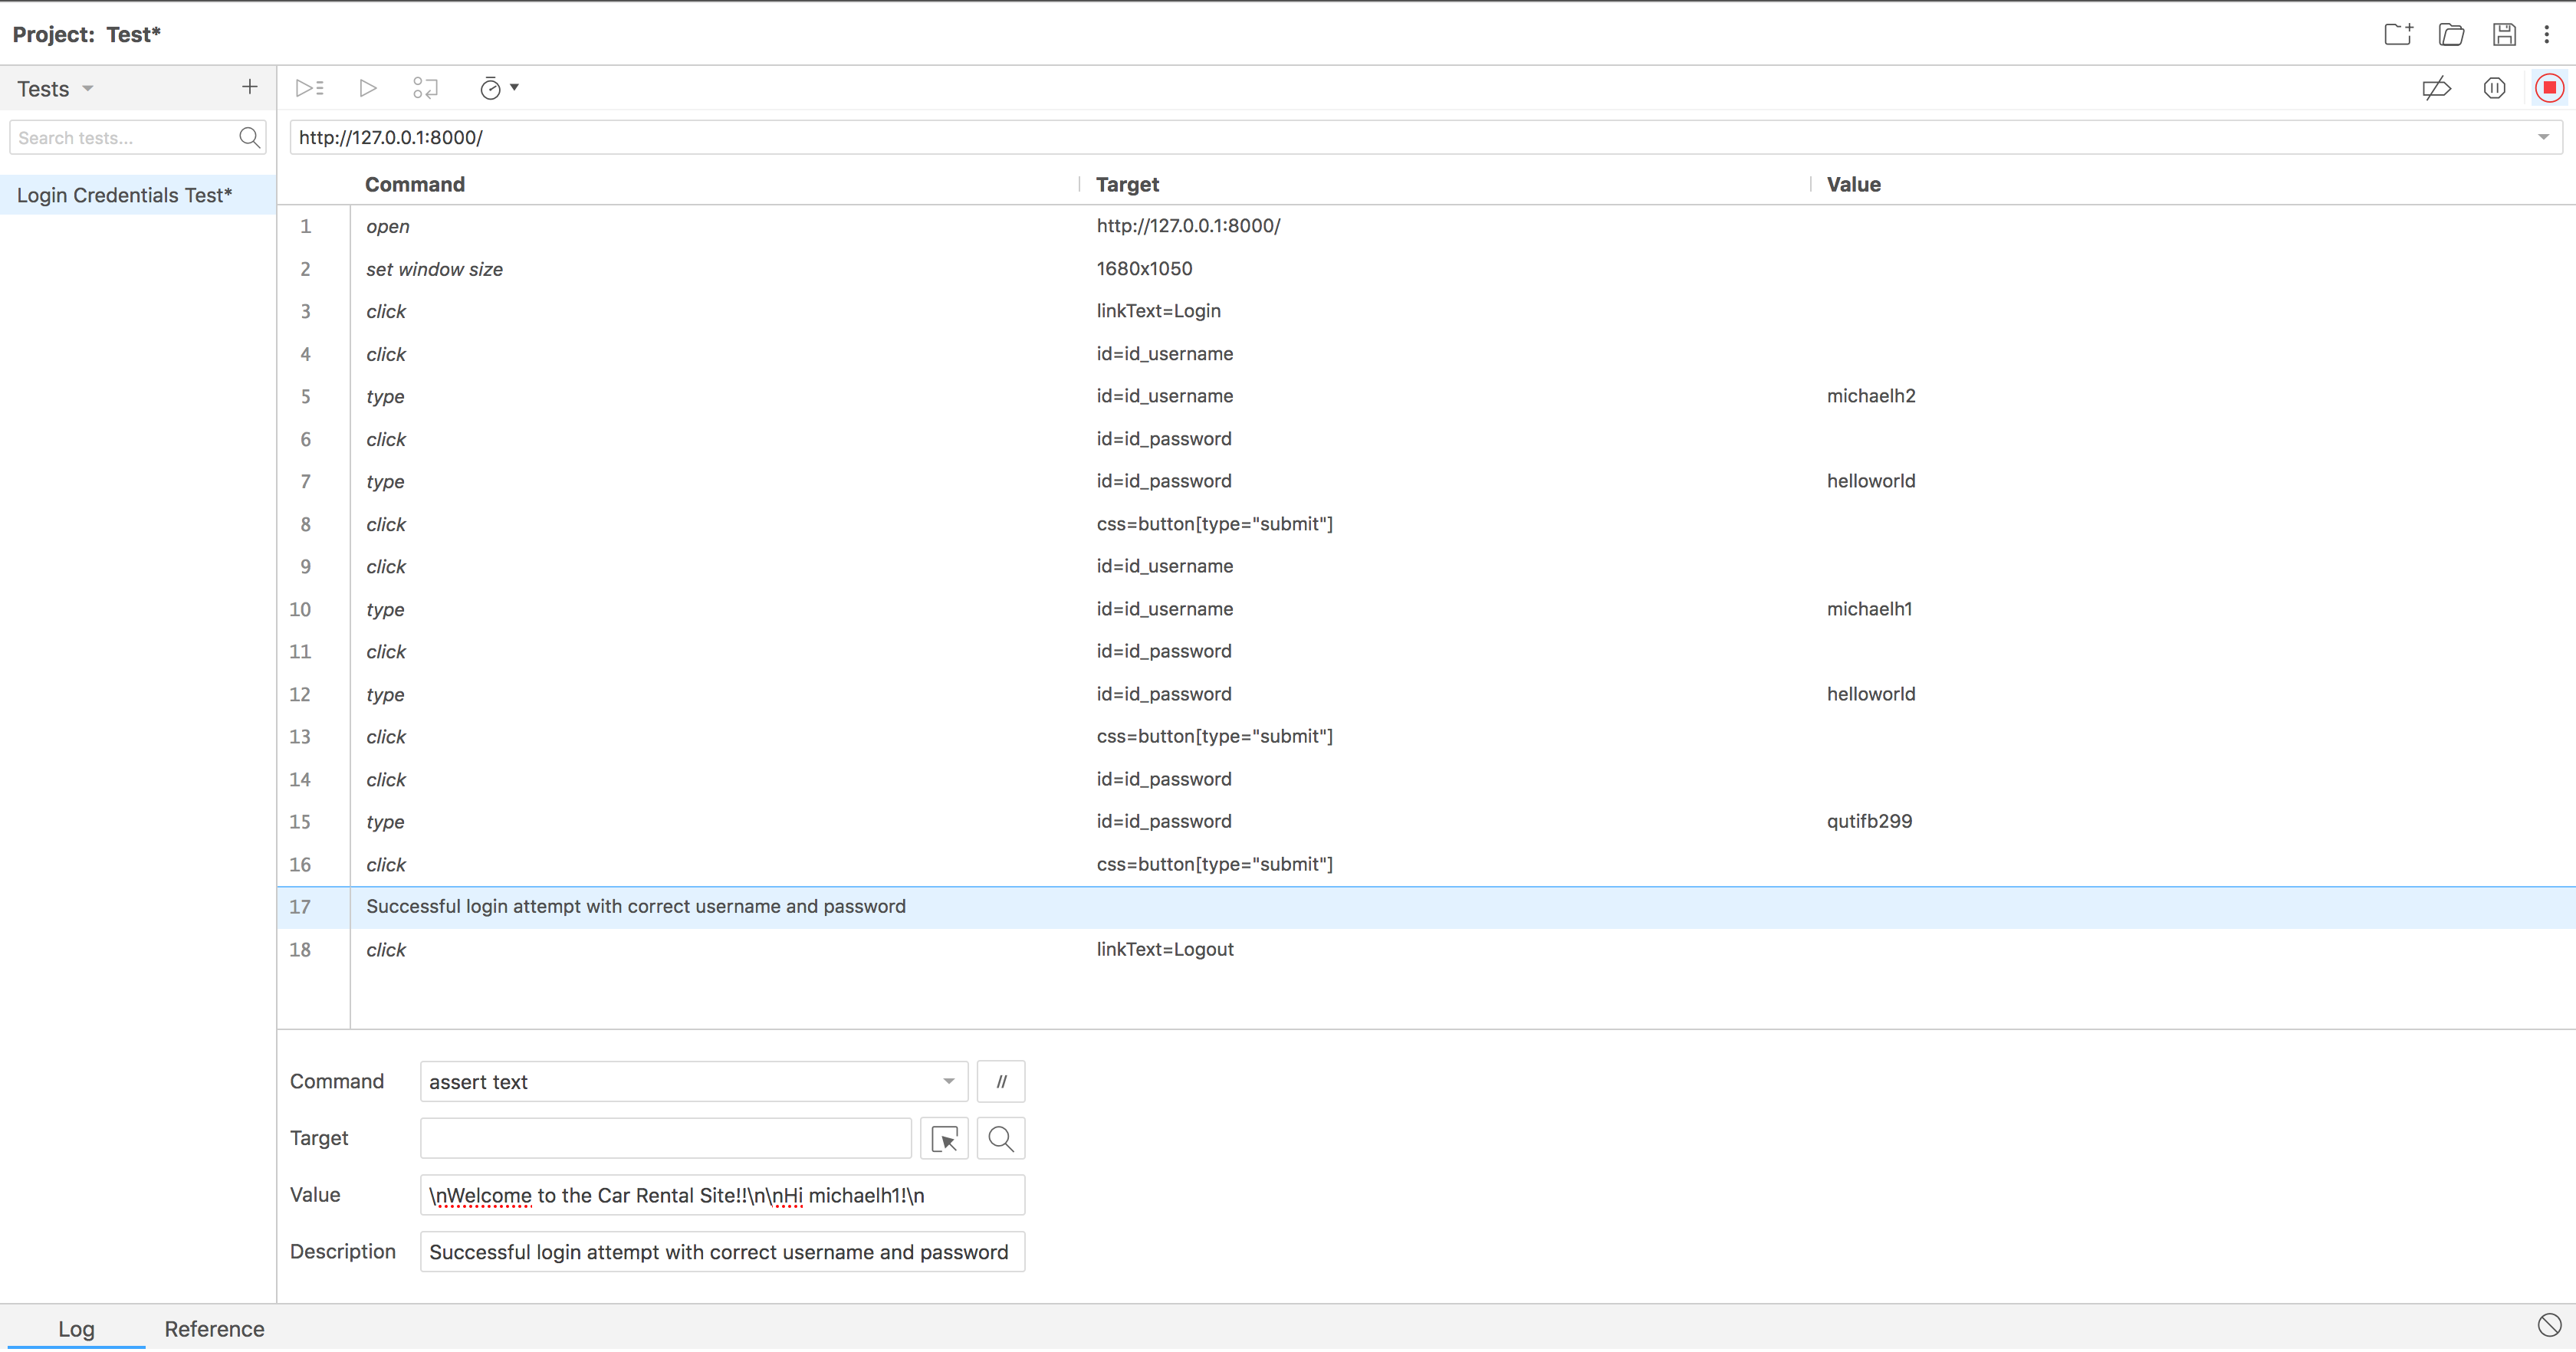 Project: Test*
Tests
Search tests...
http://127.0.0.1:8000/
Login Credentials Test*
Command Target Value
1 open http://127.0.0.1:8000/
2 set window size 1680x1050
3 click linkText=Login
4 click id=id_username
5 type id=id_username michaelh2
6 click id=id_password
7 type id=id_password helloworld
8 click css=button[type="submit"]
9 click id=id_username
10 type id=id_username michaelh1
11 click id=id_password
12 type id=id_password helloworld
13 click css=button[type="submit"]
14 click id=id_password
15 type id=id_password qutifb299
16 click css=button[type="submit"]
17 Successful login attempt with correct username and password
18 click linkText=Logout
Command assert text //
Target
Value \nWelcome to the Car Rental Site!!\n\nHi michaelh1!\n
Description Successful login attempt with correct username and password
Log Reference